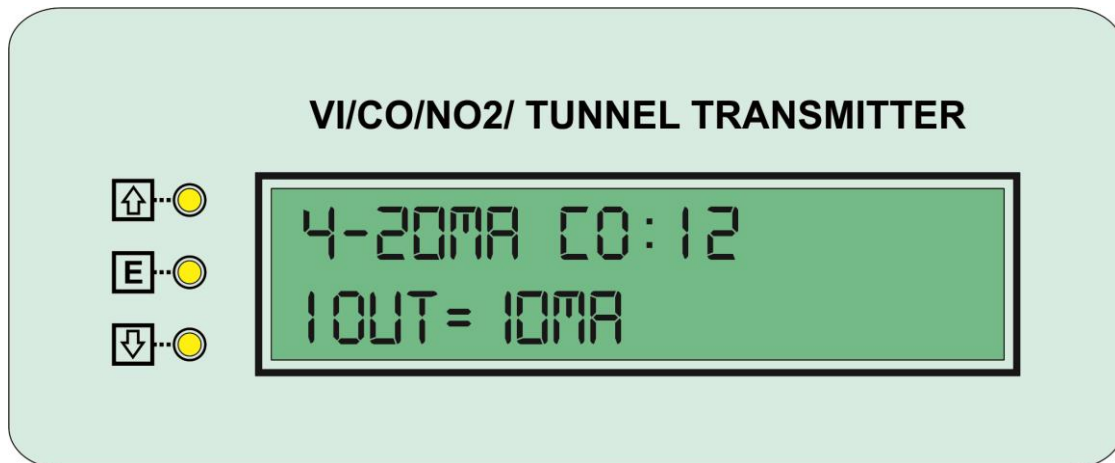 VI/CO/NO2/ TUNNEL TRANSMITTER
4-20MA CO:12
E
IOUT= 10MA